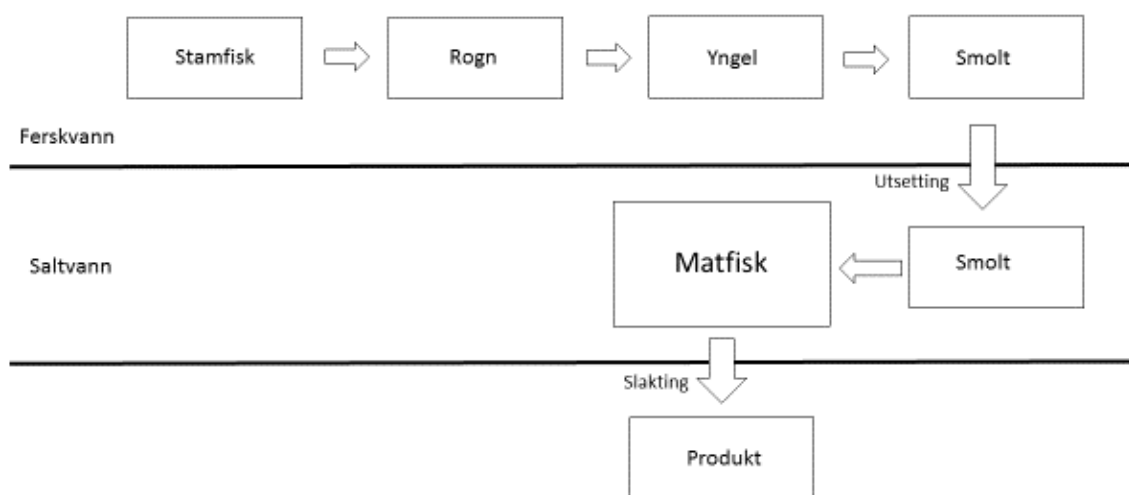 Stamfisk
Rogn
Yngel
Smolt
Ferskvann
Utsetting
Saltvann
Matfisk
Smolt
Slakting
Produkt